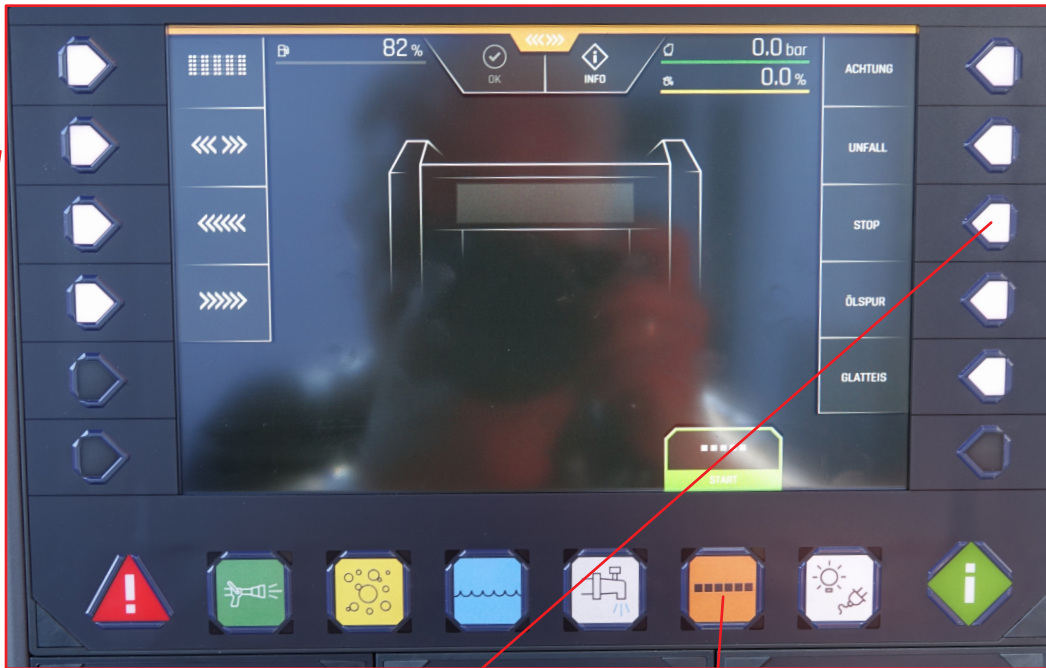 82 %
OK
INFO
0.0 bar
0.0 %
ACHTUNG
UNFALL
STOP
ÖLSPUR
GLATTEIS
START
!
i